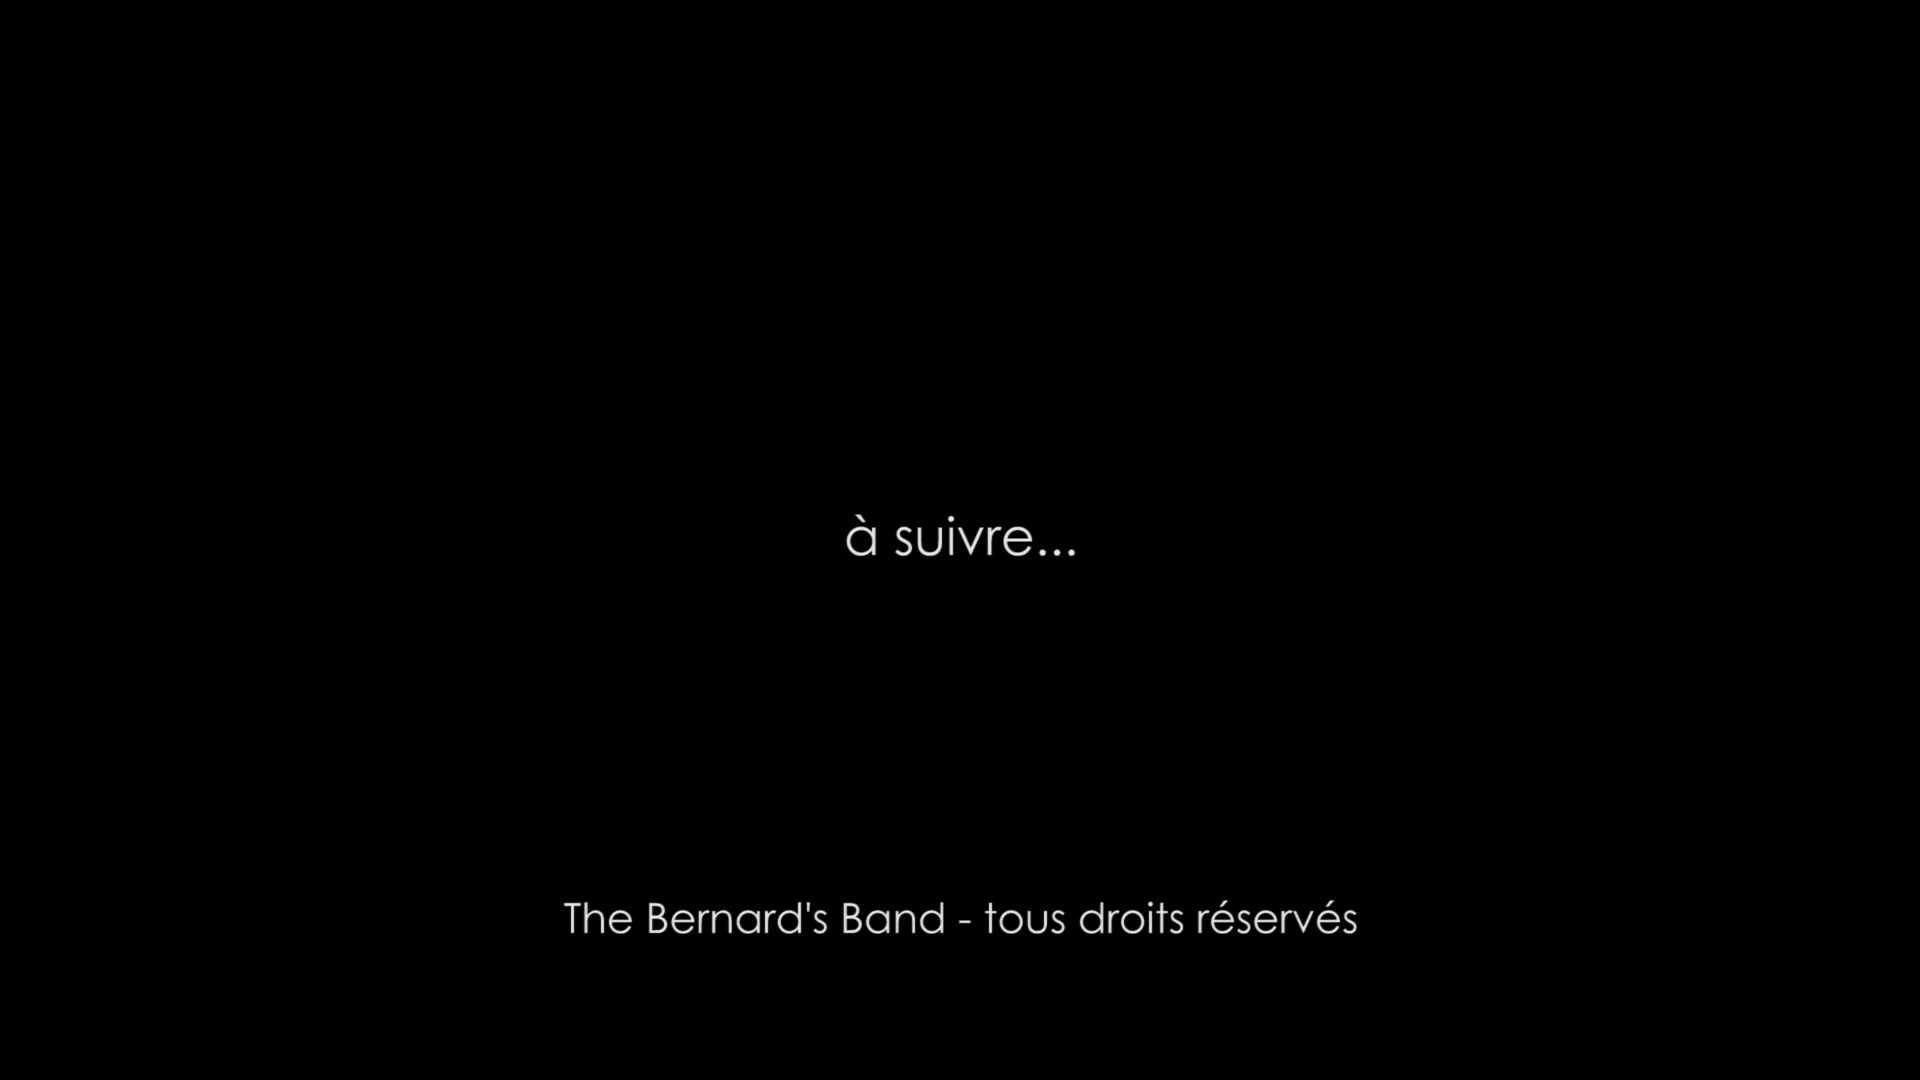 à suivre...
The Bernard's Band - tous droits réservés